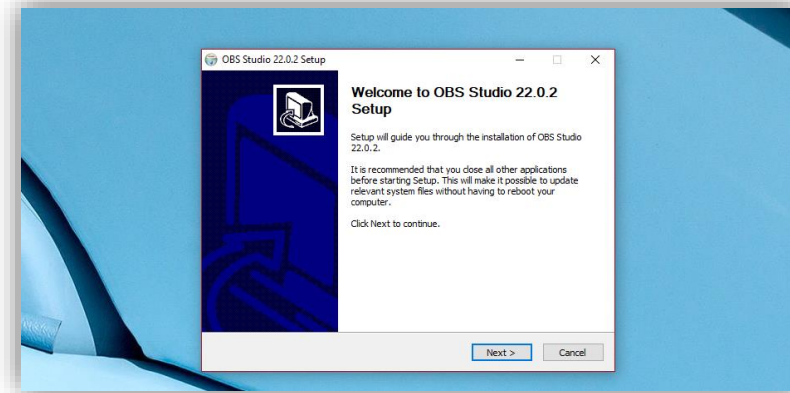 OBS Studio 22.0.2 Setup
Welcome to OBS Studio 22.0.2
Setup
Setup will guide you through the installation of OBS Studio
22.0.2.
It is recommended that you close all other applications
before starting Setup. This will make it possible to update
relevant system files without having to reboot your
computer.
Click Next to continue.
Next >
Cancel